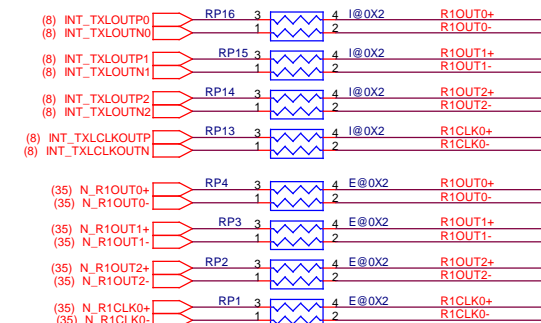 (8) INT_TXLOUTP0 RP16 3 4 I@0X2 R1OUT0+
(8) INT_TXLOUTN0 1 2 R1OUT0-
(8) INT_TXLOUTP1 RP15 3 4 I@0X2 R1OUT1+
(8) INT_TXLOUTN1 1 2 R1OUT1-
(8) INT_TXLOUTP2 RP14 3 4 I@0X2 R1OUT2+
(8) INT_TXLOUTN2 1 2 R1OUT2-
(8) INT_TXLCLKOUTP RP13 3 4 I@0X2 R1CLK0+
(8) INT_TXLCLKOUTN 1 2 R1CLK0-
(35) N_R1OUT0+ RP4 3 4 E@0X2 R1OUT0+
(35) N_R1OUT0- 1 2 R1OUT0-
(35) N_R1OUT1+ RP3 3 4 E@0X2 R1OUT1+
(35) N_R1OUT1- 1 2 R1OUT1-
(35) N_R1OUT2+ RP2 3 4 E@0X2 R1OUT2+
(35) N_R1OUT2- 1 2 R1OUT2-
(35) N_R1CLK0+ RP1 3 4 E@0X2 R1CLK0+
(35) N_R1CLK0- 1 2 R1CLK0-